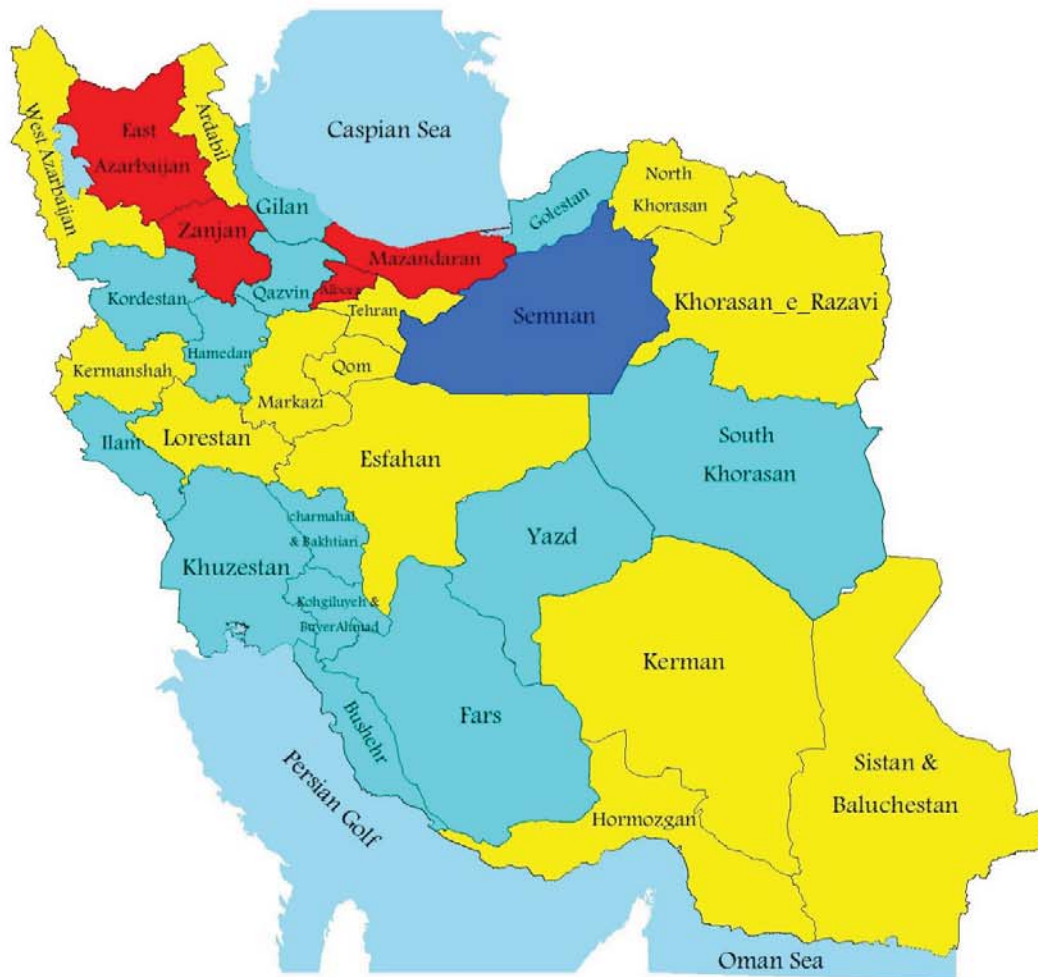 Caspian Sea
East
Azarbaijan
West Azarbaijan
Ardabil
Gilan
Zanjan
Golestan
North
Khorasan
Mazandaran
Kordestan
Qazvin
Tehran
Semnan
Khorasan_e_Razavi
Hamedan
Kermanshah
Qom
Markazi
Ilam
Lorestan
Esfahan
South
Khorasan
charmahal
& Bakhtiari
Yazd
Khuzestan
Kohgiluyeh &
BuyerAhmad
Kerman
Fars
Bushehr
Persian Golf
Sistan &
Baluchestan
Hormozgan
Oman Sea